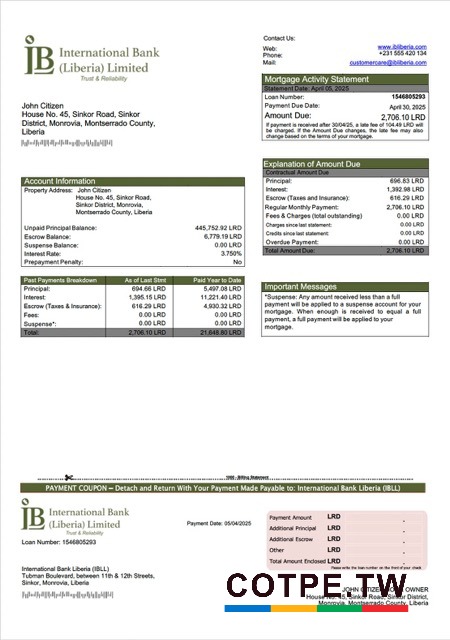 International Bank
(Liberia) Limited
Trust & Reliability
Contact Us:
Web: www.ibliberia.com
Phone: +231 555 420 134
Mail: customercare@ibliberia.com
John Citizen
House No. 45, Sinkor Road, Sinkor
District, Monrovia, Montserrado County,
Liberia
Mortgage Activity Statement
Statement Date: April 05, 2025
Loan Number: 1546805293
Payment Due Date: April 30, 2025
Amount Due: 2,706.10 LRD
If payment is received after 30/04/25, a late fee of 104.49 LRD will
be charged. If the Amount Due changes, the late fee may also
change based on the terms of your mortgage.
Explanation of Amount Due
Contractual Amount Due
Principal: 696.83 LRD
Interest: 1,392.98 LRD
Escrow (Taxes and Insurance): 616.29 LRD
Regular Monthly Payment: 2,706.10 LRD
Fees & Charges (total outstanding) 0.00 LRD
Charges since last statement: 0.00 LRD
Credits since last statement: 0.00 LRD
Overdue Payment: 0.00 LRD
Total Amount Due: 2,706.10 LRD
Account Information
Property Address: John Citizen
House No. 45, Sinkor Road,
Sinkor District, Monrovia,
Montserrado County, Liberia
Unpaid Principal Balance: 445,752.92 LRD
Escrow Balance: 6,779.19 LRD
Suspense Balance: 0.00 LRD
Interest Rate: 3.750%
Prepayment Penalty: No
Past Payments Breakdown As of Last Stmt Paid Year to Date
Principal: 694.66 LRD 5,497.08 LRD
Interest: 1,395.15 LRD 11,221.40 LRD
Escrow (Taxes & Insurance): 616.29 LRD 4,930.32 LRD
Fees: 0.00 LRD 0.00 LRD
Suspense*: 0.00 LRD 0.00 LRD
Total: 2,706.10 LRD 21,648.80 LRD
Important Messages
*Suspense: Any amount received less than a full
payment will be applied to a suspense account for your
mortgage. When enough is received to equal a full
payment, a full payment will be applied to your
mortgage.
Billing Statement
PAYMENT COUPON – Detach and Return With Your Payment Made Payable to: International Bank Liberia (IBLL)
International Bank
(Liberia) Limited
Trust & Reliability
Loan Number: 1546805293
Payment Date: 05/04/2025
Payment Amount LRD .
Additional Principal LRD .
Additional Escrow LRD .
Other LRD .
Total Amount Enclosed LRD .
Please write the loan number on the front of your check.
International Bank Liberia (IBLL)
Tubman Boulevard, between 11th & 12th Streets,
Sinkor, Monrovia, Liberia
COTPE.TW
JOHN CITIZEN OWNER
House No. 45, Sinkor Road, Sinkor District,
Monrovia, Montserrado County, Liberia